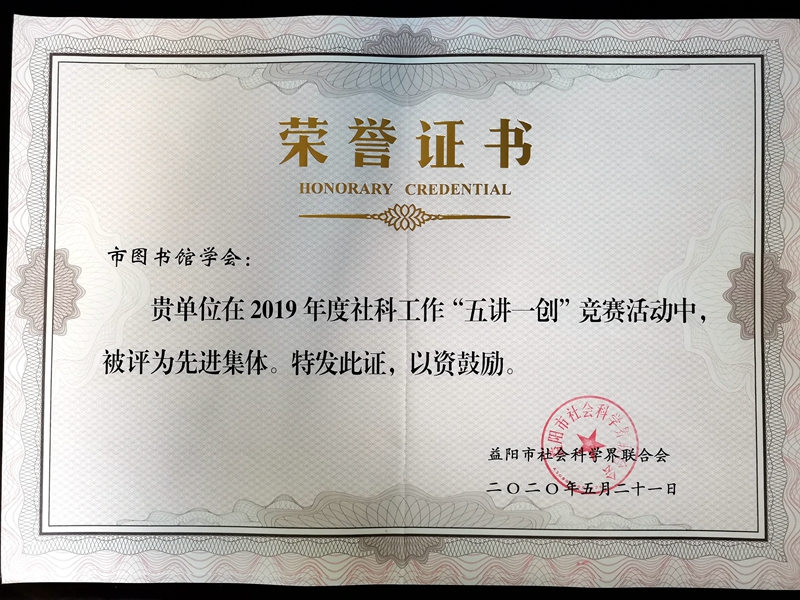 荣誉证书
HONORARY CREDENTIAL
市图书馆学会：
贵单位在2019年度社科工作“五讲一创”竞赛活动中，
被评为先进集体。特发此证，以资鼓励。
益阳市社会科学界联合会
二〇二〇年五月二十一日